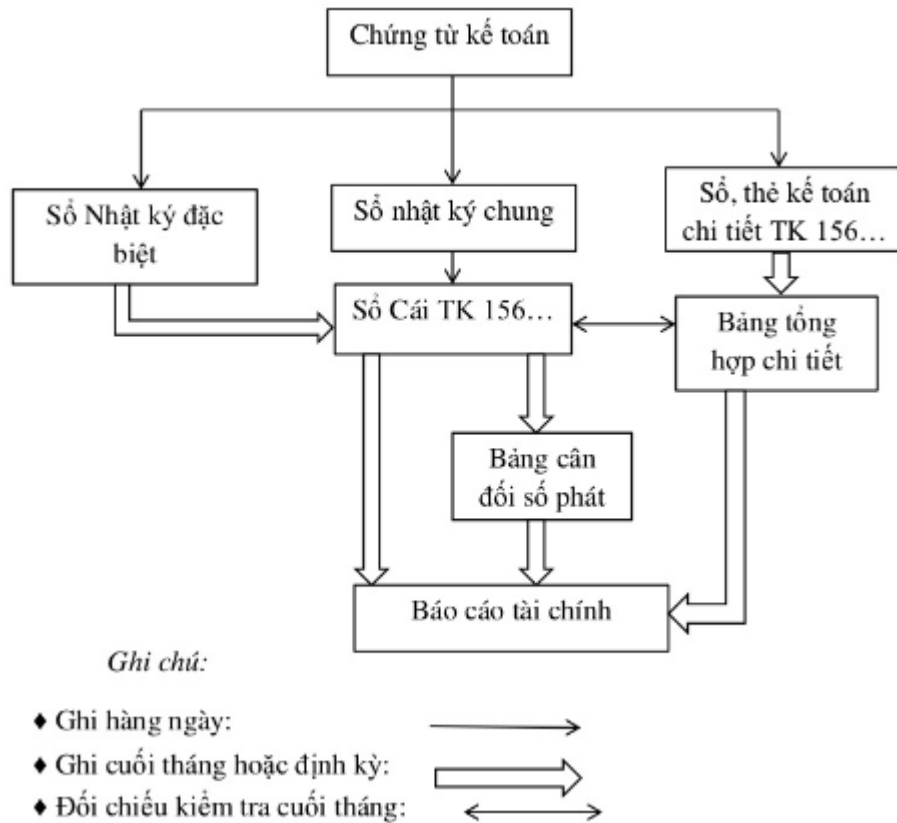 Chứng từ kế toán
Sổ Nhật ký đặc
biệt
Sổ nhật ký chung
Sổ, thẻ kế toán
chi tiết TK 156…
Sổ Cái TK 156…
Bảng tổng
hợp chi tiết
Bảng cân
đối số phát
Báo cáo tài chính
Ghi chú:
♦ Ghi hàng ngày:
♦ Ghi cuối tháng hoặc định kỳ:
♦ Đối chiếu kiểm tra cuối tháng: